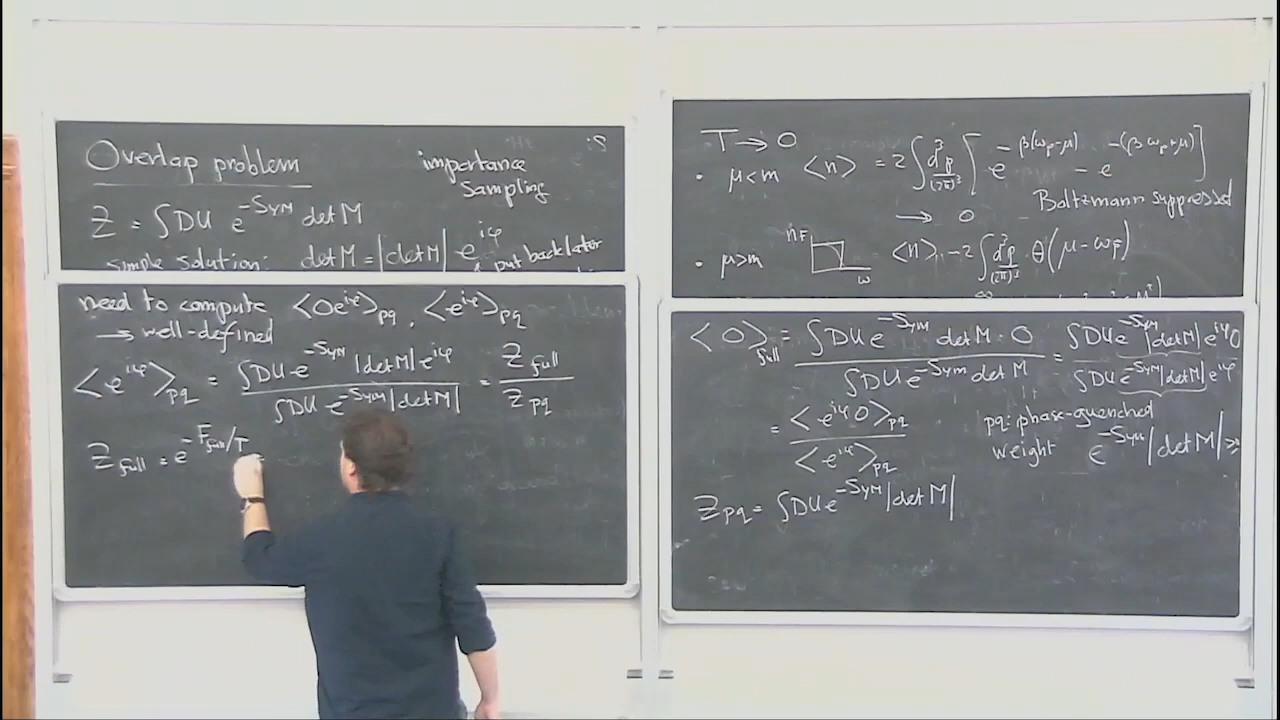 Overlap problem
importance
sampling
Z = ∫DU e^{-S_YM} det M
simple solution: det M = |det M| e^{iφ} put back later
need to compute ⟨O e^{iφ}⟩_pq , ⟨e^{iφ}⟩_pq
→ well-defined
⟨e^{iφ}⟩_pq = ∫DU e^{-S_YM} |det M| e^{iφ} / ∫DU e^{-S_YM} |det M| = Z_full / Z_pq
Z_full = e^{-F_full/T} =
T → 0
• μ<m ⟨n⟩ = 2 ∫ d³p/(2π)³ [ e^{-β(ω_p-μ)} - e^{-(βω_p+μ)} ]
→ 0 Boltzmann suppressed
• μ>m n_F ω ⟨n⟩ → 2 ∫ d³p/(2π)³ θ(μ - ω_p)
⟨O⟩_full = ∫DU e^{-S_YM} det M · O / ∫DU e^{-S_YM} det M = ∫DU e^{-S_YM} |det M| e^{iφ} O / ∫DU e^{-S_YM} |det M| e^{iφ}
= ⟨e^{iφ} O⟩_pq / ⟨e^{iφ}⟩_pq
pq: phase-quenched
weight e^{-S_YM} |det M| ≥
Z_pq = ∫DU e^{-S_YM} |det M|